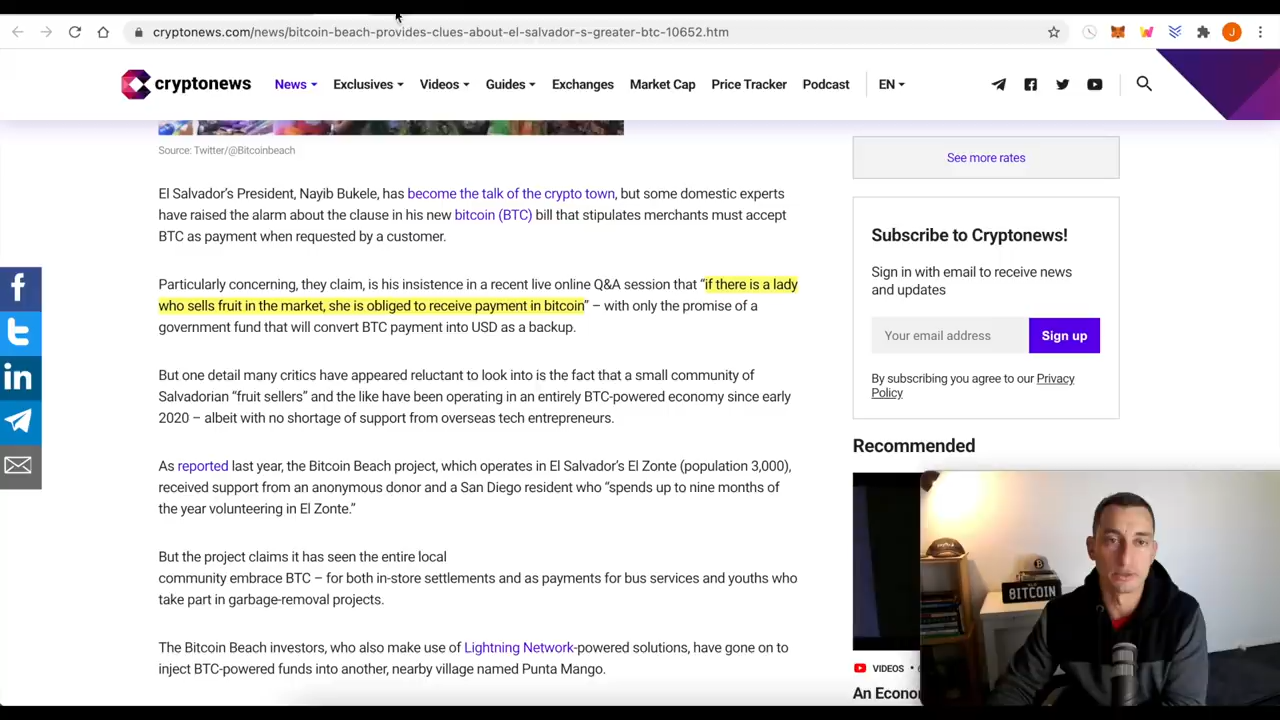 cryptonews.com/news/bitcoin-beach-provides-clues-about-el-salvador-s-greater-btc-10652.htm
J
cryptonews
News
Exclusives
Videos
Guides
Exchanges
Market Cap
Price Tracker
Podcast
EN
Source: Twitter/@Bitcoinbeach
El Salvador's President, Nayib Bukele, has become the talk of the crypto town, but some domestic experts
have raised the alarm about the clause in his new bitcoin (BTC) bill that stipulates merchants must accept
BTC as payment when requested by a customer.
Particularly concerning, they claim, is his insistence in a recent live online Q&A session that “if there is a lady
who sells fruit in the market, she is obliged to receive payment in bitcoin” – with only the promise of a
government fund that will convert BTC payment into USD as a backup.
But one detail many critics have appeared reluctant to look into is the fact that a small community of
Salvadorian “fruit sellers” and the like have been operating in an entirely BTC-powered economy since early
2020 – albeit with no shortage of support from overseas tech entrepreneurs.
As reported last year, the Bitcoin Beach project, which operates in El Salvador's El Zonte (population 3,000),
received support from an anonymous donor and a San Diego resident who “spends up to nine months of
the year volunteering in El Zonte.”
But the project claims it has seen the entire local
community embrace BTC – for both in-store settlements and as payments for bus services and youths who
take part in garbage-removal projects.
The Bitcoin Beach investors, who also make use of Lightning Network-powered solutions, have gone on to
inject BTC-powered funds into another, nearby village named Punta Mango.
See more rates
Subscribe to Cryptonews!
Sign in with email to receive news
and updates
Your email address
Sign up
By subscribing you agree to our Privacy
Policy
Recommended
VIDEOS
An Econo
BITCOIN